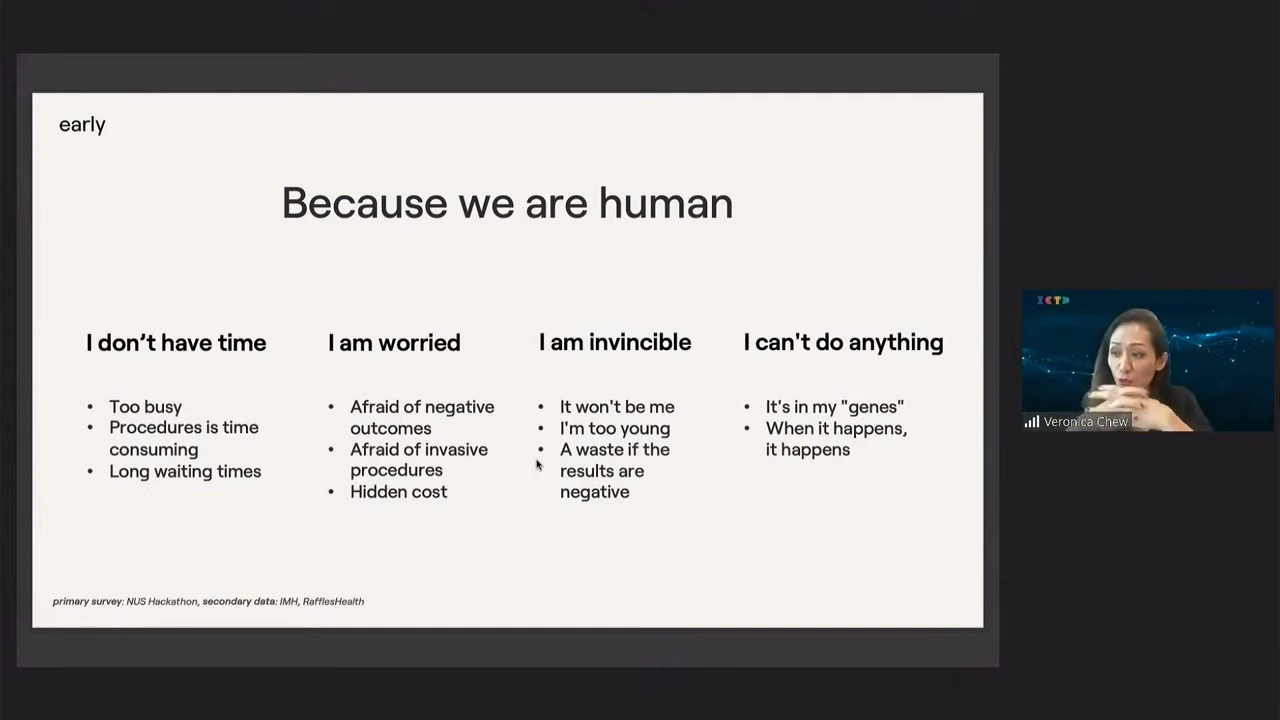 early
Because we are human
I don’t have time
• Too busy
• Procedures is time
consuming
• Long waiting times
I am worried
• Afraid of negative
outcomes
• Afraid of invasive
procedures
• Hidden cost
I am invincible
• It won't be me
• I'm too young
• A waste if the
results are
negative
I can't do anything
• It's in my "genes"
• When it happens,
it happens
primary survey: NUS Hackathon, secondary data: IMH, RafflesHealth
Veronica Chew